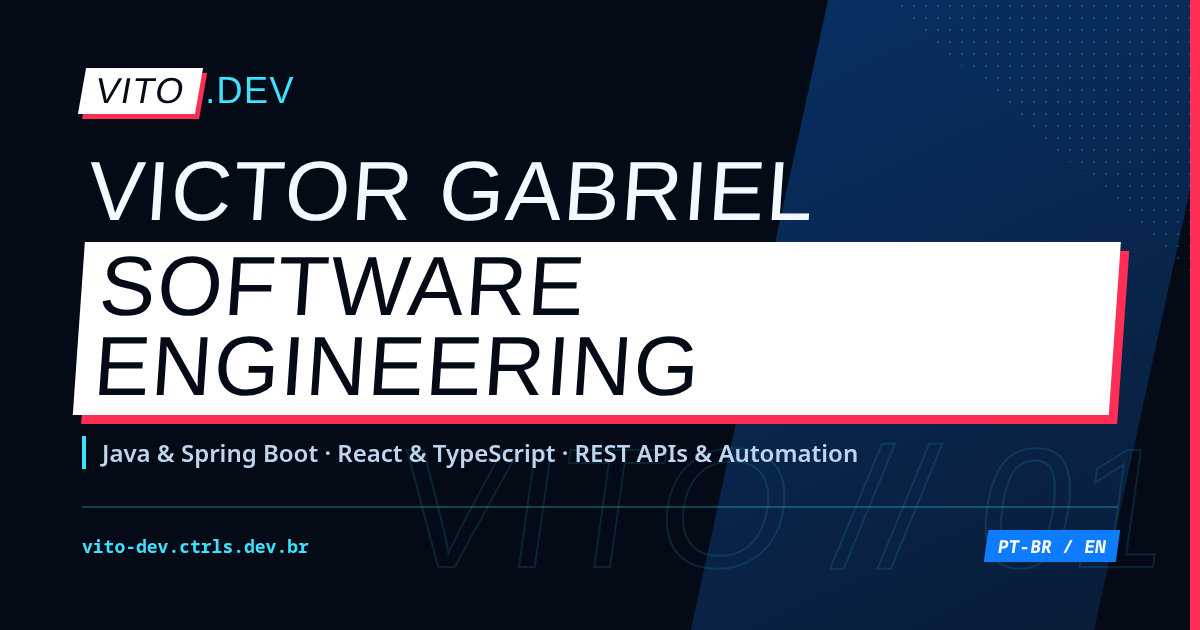 VITO.DEV
VICTOR GABRIEL
SOFTWARE
ENGINEERING
Java & Spring Boot · React & TypeScript · REST APIs & Automation
VITO // 01
vito-dev.ctrls.dev.br
PT-BR / EN